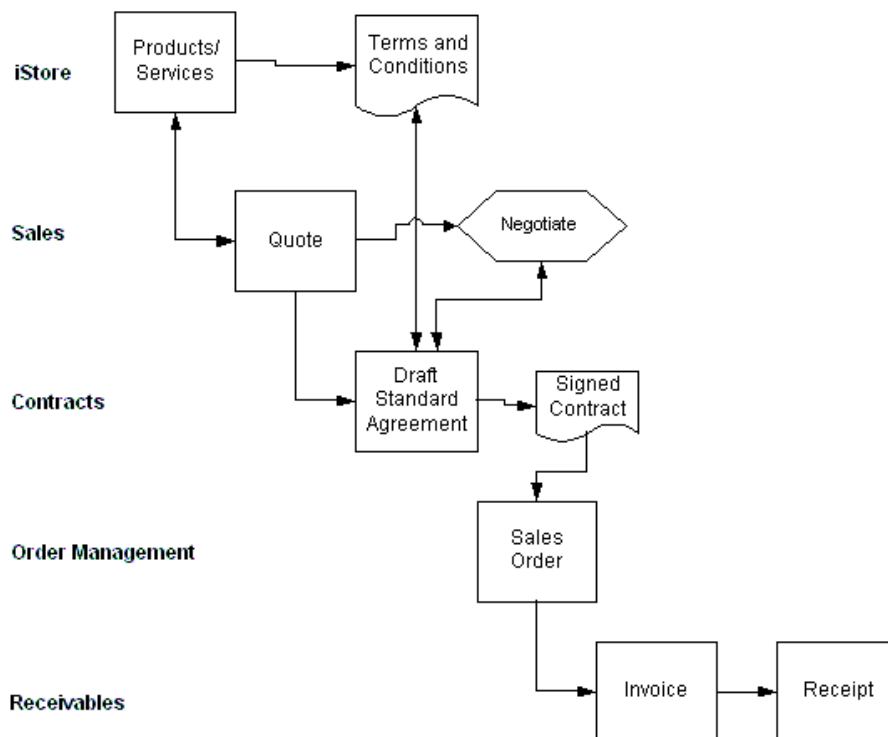 iStore
Products/
Services
Terms and
Conditions
Sales
Quote
Negotiate
Contracts
Draft
Standard
Agreement
Signed
Contract
Order Management
Sales
Order
Receivables
Invoice
Receipt